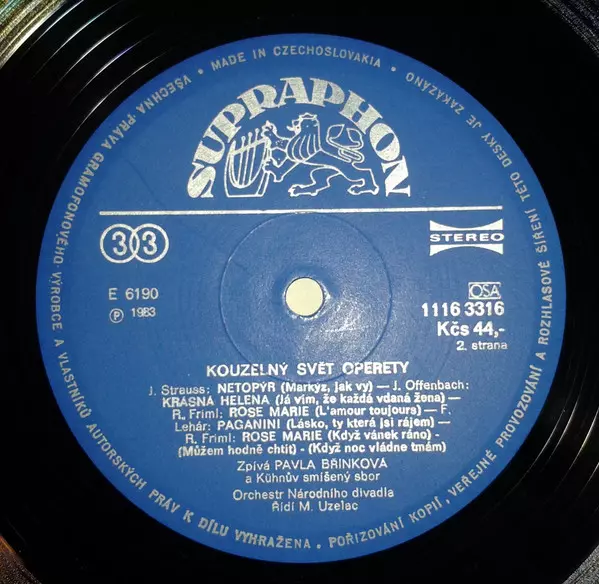 VŠECHNA PRÁVA GRAMOFONOVÉHO VÝROBCE A VLASTNÍKŮ AUTORSKÝCH PRÁV K DÍLU VYHRAŽENA. POŘIZOVÁNÍ KOPIÍ, VEŘEJNÉ PROVOZOVÁNÍ A ROZHLASOVÉ ŠÍŘENÍ TÉTO DESKY JE ZAKÁZÁNO • MADE IN CZECHOSLOVAKIA •
SUPRAPHON
33
STEREO
E 6190
Ⓟ 1983
OSA
1116 3316
Kčs 44,-
2. strana
KOUZELNÝ SVĚT OPERETY
J. Strauss: NETOPÝR (Markýz, jak vy) — J. Offenbach:
KRÁSNÁ HELENA (Já vím, že každá vdaná žena) —
R. Friml: ROSE MARIE (L'amour toujours) — F.
Lehár: PAGANINI (Lásko, ty která jsi rájem) —
R. Friml: ROSE MARIE (Když vánek ráno) -
(Můžem hodně chtít) - (Když noc vládne tmám)
Zpívá PAVLA BŘÍNKOVÁ
a Kühnův smíšený sbor
Orchestr Národního divadla
Řídí M. Uzelac